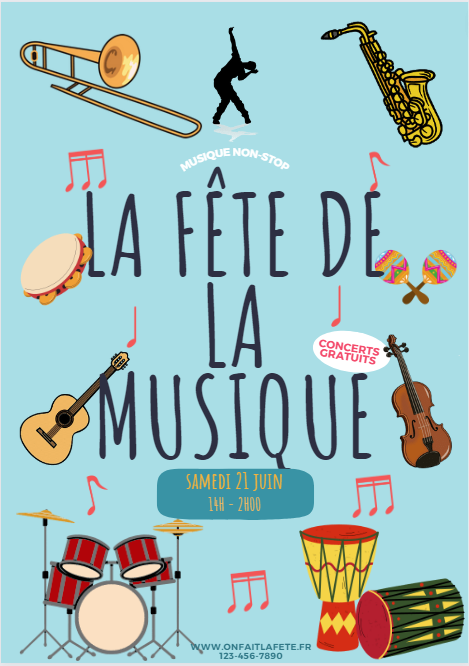 MUSIQUE NON-STOP
LA FÊTE DE
LA
MUSIQUE
CONCERTS
GRATUITS
SAMEDI 21 JUIN
14H - 2H00
WWW.ONFAITLAFETE.FR
123-456-7890